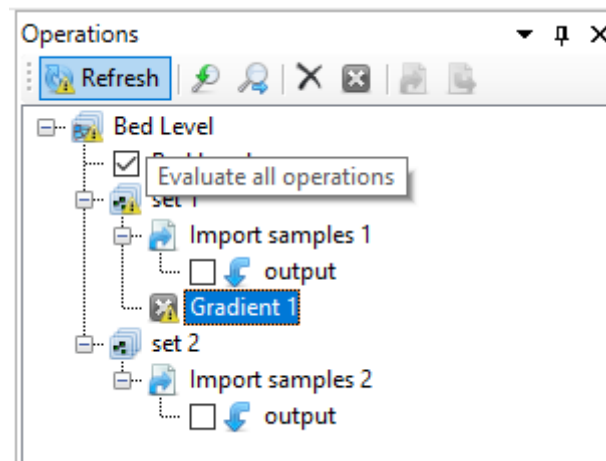 Operations
Refresh
Bed Level
Evaluate all operations
set 1
Import samples 1
output
Gradient 1
set 2
Import samples 2
output